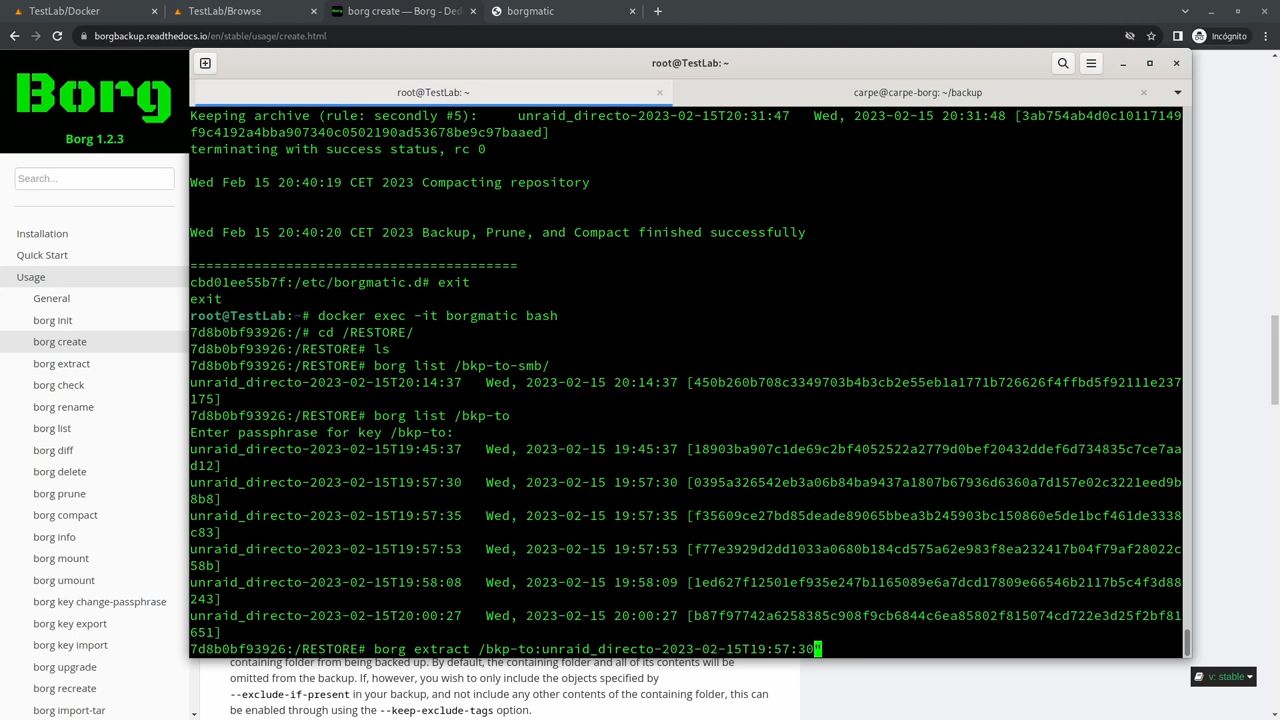 TestLab/Docker
TestLab/Browse
borg create — Borg - Ded
borgmatic
borgbackup.readthedocs.io/en/stable/usage/create.html
Incógnito
Borg
Borg 1.2.3
Search...
Installation
Quick Start
Usage
General
borg init
borg create
borg extract
borg check
borg rename
borg list
borg diff
borg delete
borg prune
borg compact
borg info
borg mount
borg umount
borg key change-passphrase
borg key export
borg key import
borg upgrade
borg recreate
borg import-tar
root@TestLab: ~
root@TestLab: ~
carpe@carpe-borg: ~/backup
Keeping archive (rule: secondly #5):     unraid_directo-2023-02-15T20:31:47   Wed, 2023-02-15 20:31:48 [3ab754ab4d0c10117149
f9c4192a4bba907340c0502190ad53678be9c97baaed]
terminating with success status, rc 0
Wed Feb 15 20:40:19 CET 2023 Compacting repository
Wed Feb 15 20:40:20 CET 2023 Backup, Prune, and Compact finished successfully
=========================================
cbd01ee55b7f:/etc/borgmatic.d# exit
exit
root@TestLab:~# docker exec -it borgmatic bash
7d8b0bf93926:/# cd /RESTORE/
7d8b0bf93926:/RESTORE# ls
7d8b0bf93926:/RESTORE# borg list /bkp-to-smb/
unraid_directo-2023-02-15T20:14:37   Wed, 2023-02-15 20:14:37 [450b260b708c3349703b4b3cb2e55eb1a1771b726626f4ffbd5f92111e237
175]
7d8b0bf93926:/RESTORE# borg list /bkp-to
Enter passphrase for key /bkp-to:
unraid_directo-2023-02-15T19:45:37   Wed, 2023-02-15 19:45:37 [18903ba907c1de69c2bf4052522a2779d0bef20432ddef6d734835c7ce7aa
d12]
unraid_directo-2023-02-15T19:57:30   Wed, 2023-02-15 19:57:30 [0395a326542eb3a06b84ba9437a1807b67936d6360a7d157e02c3221eed9b
8b8]
unraid_directo-2023-02-15T19:57:35   Wed, 2023-02-15 19:57:35 [f35609ce27bd85deade89065bbea3b245903bc150860e5de1bcf461de3338
c83]
unraid_directo-2023-02-15T19:57:53   Wed, 2023-02-15 19:57:53 [f77e3929d2dd1033a0680b184cd575a62e983f8ea232417b04f79af28022c
58b]
unraid_directo-2023-02-15T19:58:08   Wed, 2023-02-15 19:58:09 [1ed627f12501ef935e247b1165089e6a7dcd17809e66546b2117b5c4f3d88
243]
unraid_directo-2023-02-15T20:00:27   Wed, 2023-02-15 20:00:27 [b87f97742a6258385c908f9cb6844c6ea85802f815074cd722e3d25f2bf81
651]
7d8b0bf93926:/RESTORE# borg extract /bkp-to:unraid_directo-2023-02-15T19:57:30"
containing folder from being backed up. By default, the containing folder and all of its contents will be
omitted from the backup. If, however, you wish to only include the objects specified by
--exclude-if-present in your backup, and not include any other contents of the containing folder, this can
be enabled through using the --keep-exclude-tags option.
v: stable